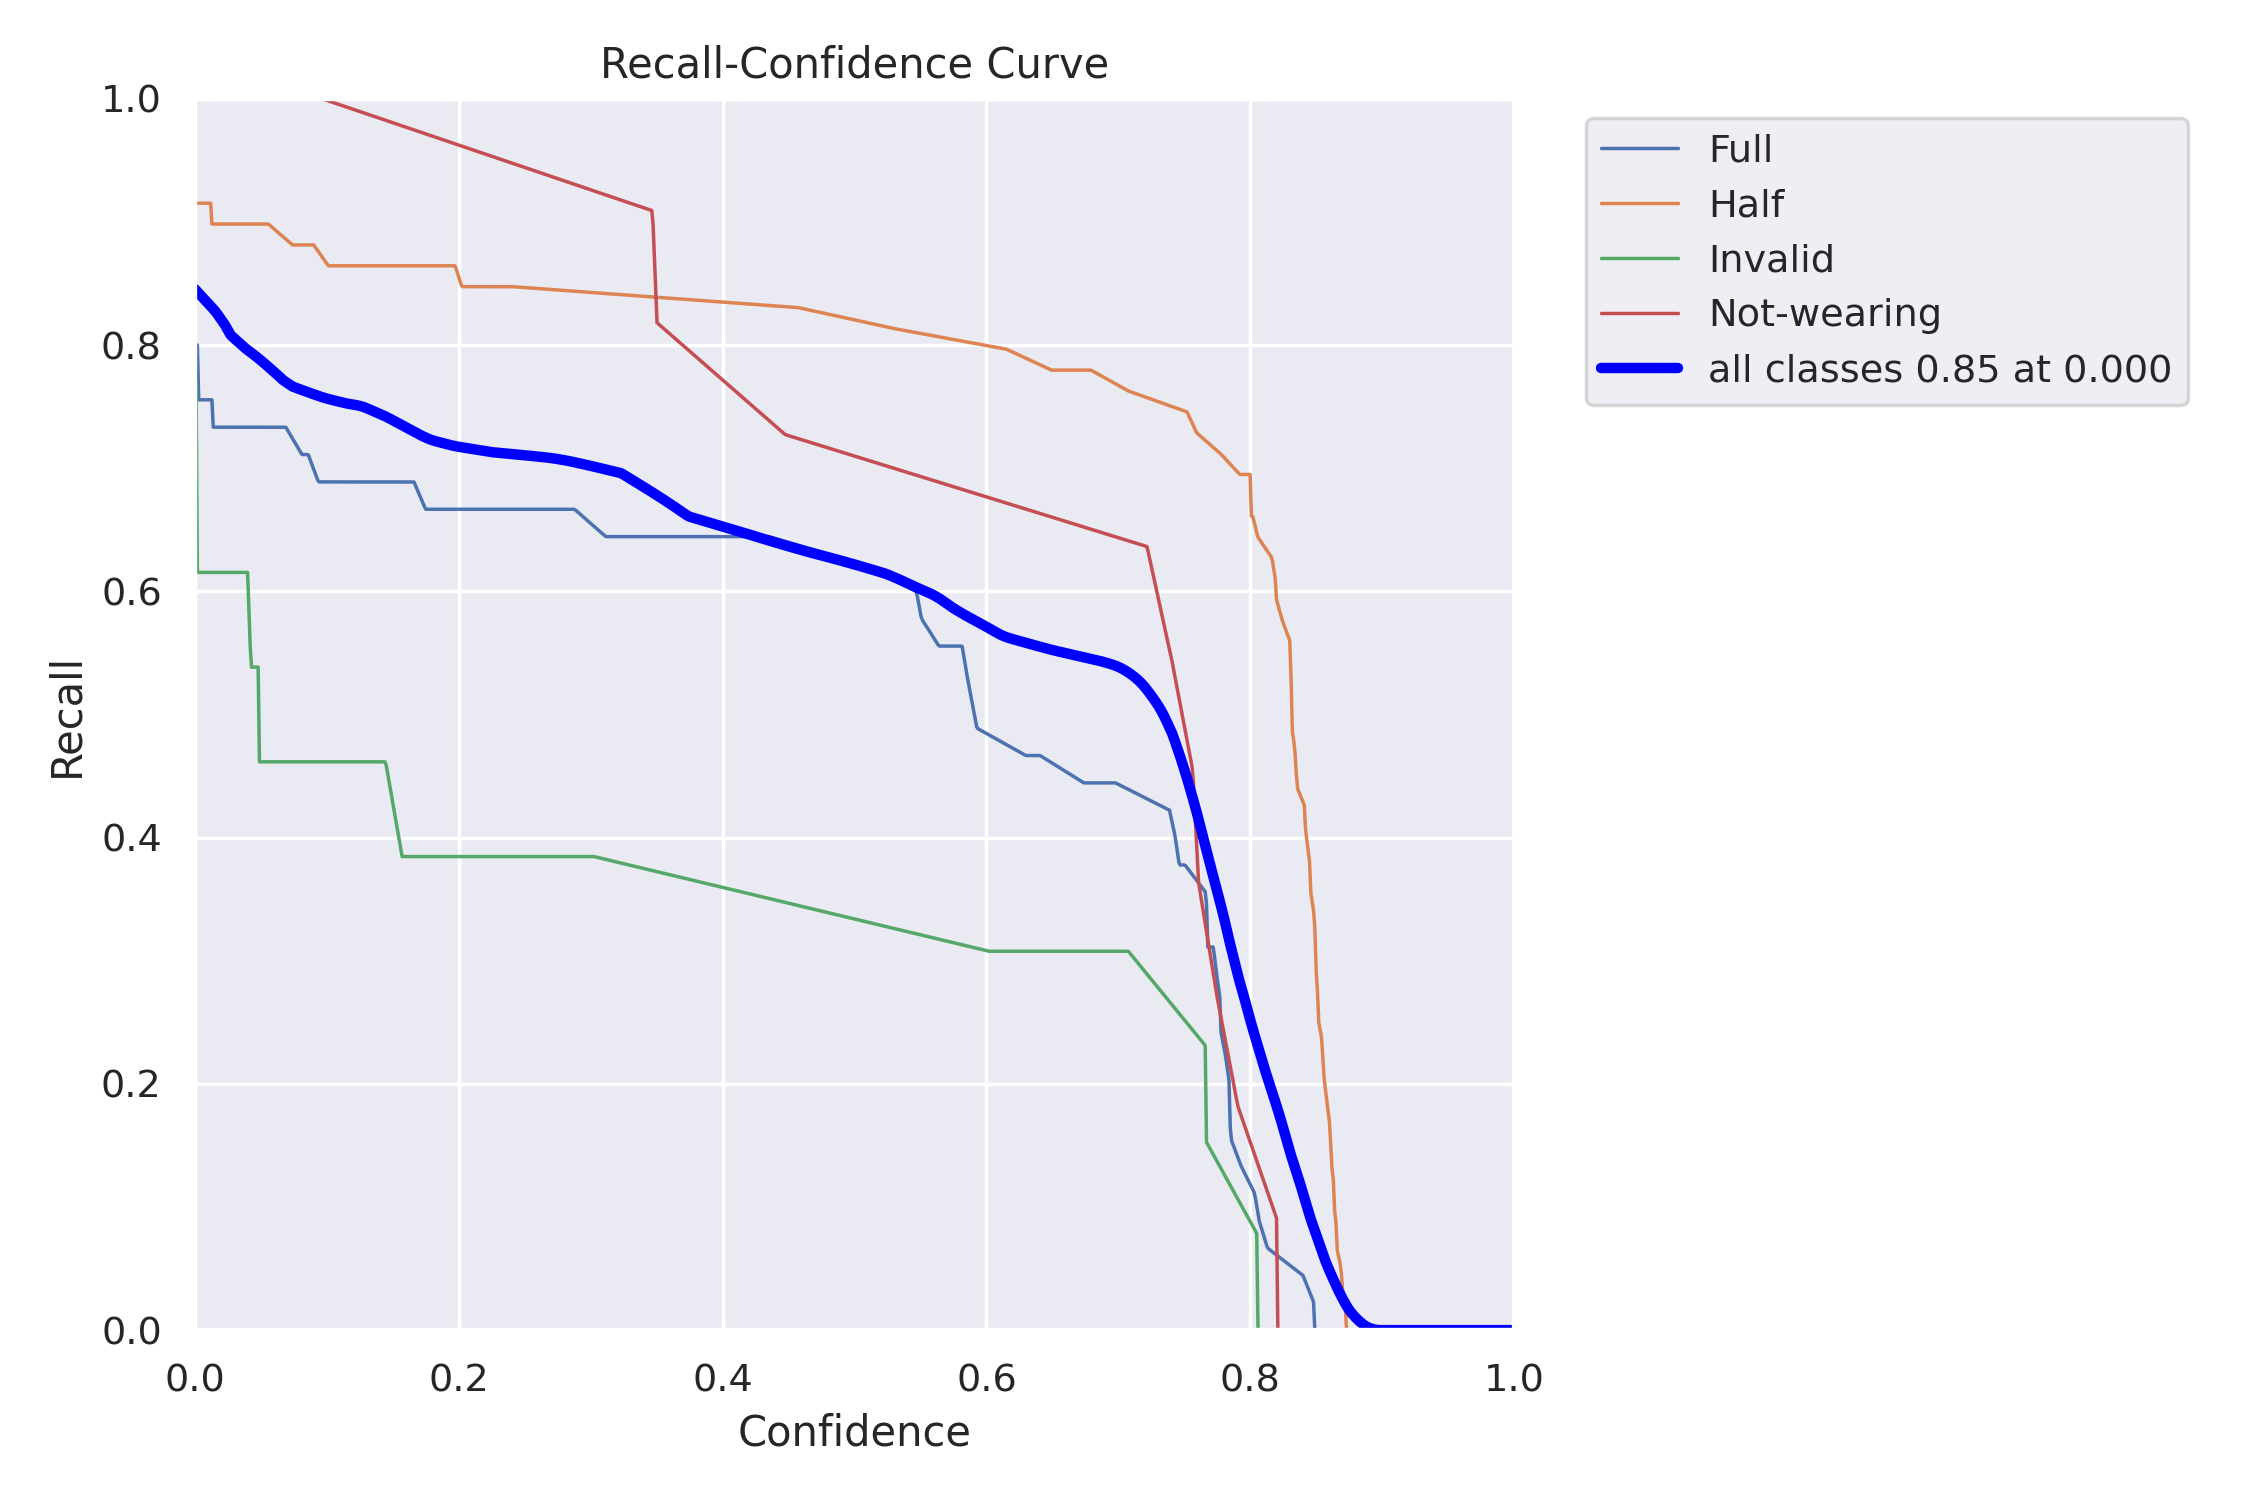 Recall-Confidence Curve
1.0
0.8
0.6
0.4
0.2
0.0
Recall
0.0 0.2 0.4 0.6 0.8 1.0
Confidence
Full
Half
Invalid
Not-wearing
all classes 0.85 at 0.000